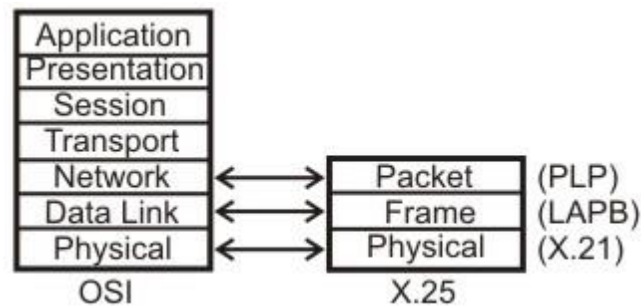 Application
Presentation
Session
Transport
Network Packet (PLP)
Data Link Frame (LAPB)
Physical Physical (X.21)
OSI X.25